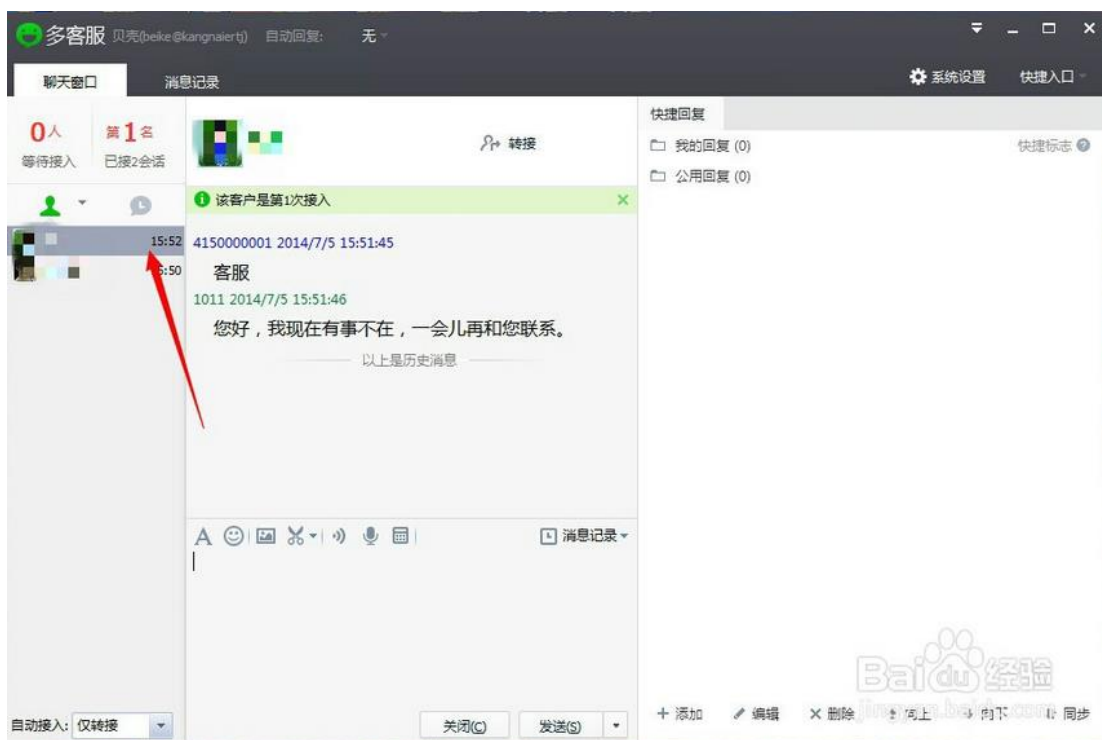 多客服 贝壳(beike@kangnaiertj) 自动回复: 无
聊天窗口 消息记录 系统设置 快捷入口
0人 第1名
等待接入 已接2会话
转接
该客户是第1次接入
15:52
5:50
4150000001 2014/7/5 15:51:45
客服
1011 2014/7/5 15:51:46
您好，我现在有事不在，一会儿再和您联系。
以上是历史消息
消息记录
自动接入: 仅转接
关闭(C) 发送(S)
快捷回复
我的回复 (0) 快捷标志
公用回复 (0)
Baidu 经验
添加 编辑 删除 向上 向下 同步